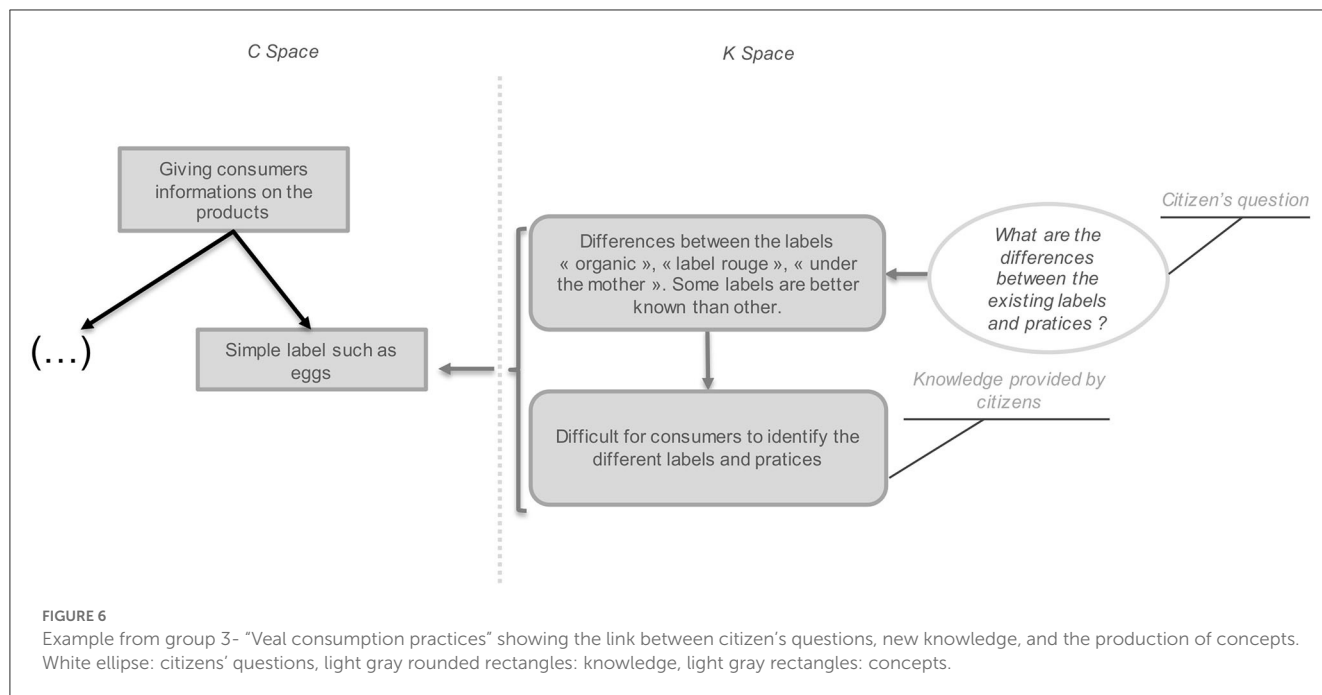 C Space
K Space
Giving consumers
informations on the
products
(...)
Simple label such as
eggs
Differences between the labels
« organic », « label rouge », « under
the mother ». Some labels are better
known than other.
Difficult for consumers to identify the
different labels and pratices
What are the
differences
between the
existing labels
and pratices ?
Citizen's question
Knowledge provided by
citizens
FIGURE 6
Example from group 3- “Veal consumption practices” showing the link between citizen’s questions, new knowledge, and the production of concepts.
White ellipse: citizens’ questions, light gray rounded rectangles: knowledge, light gray rectangles: concepts.